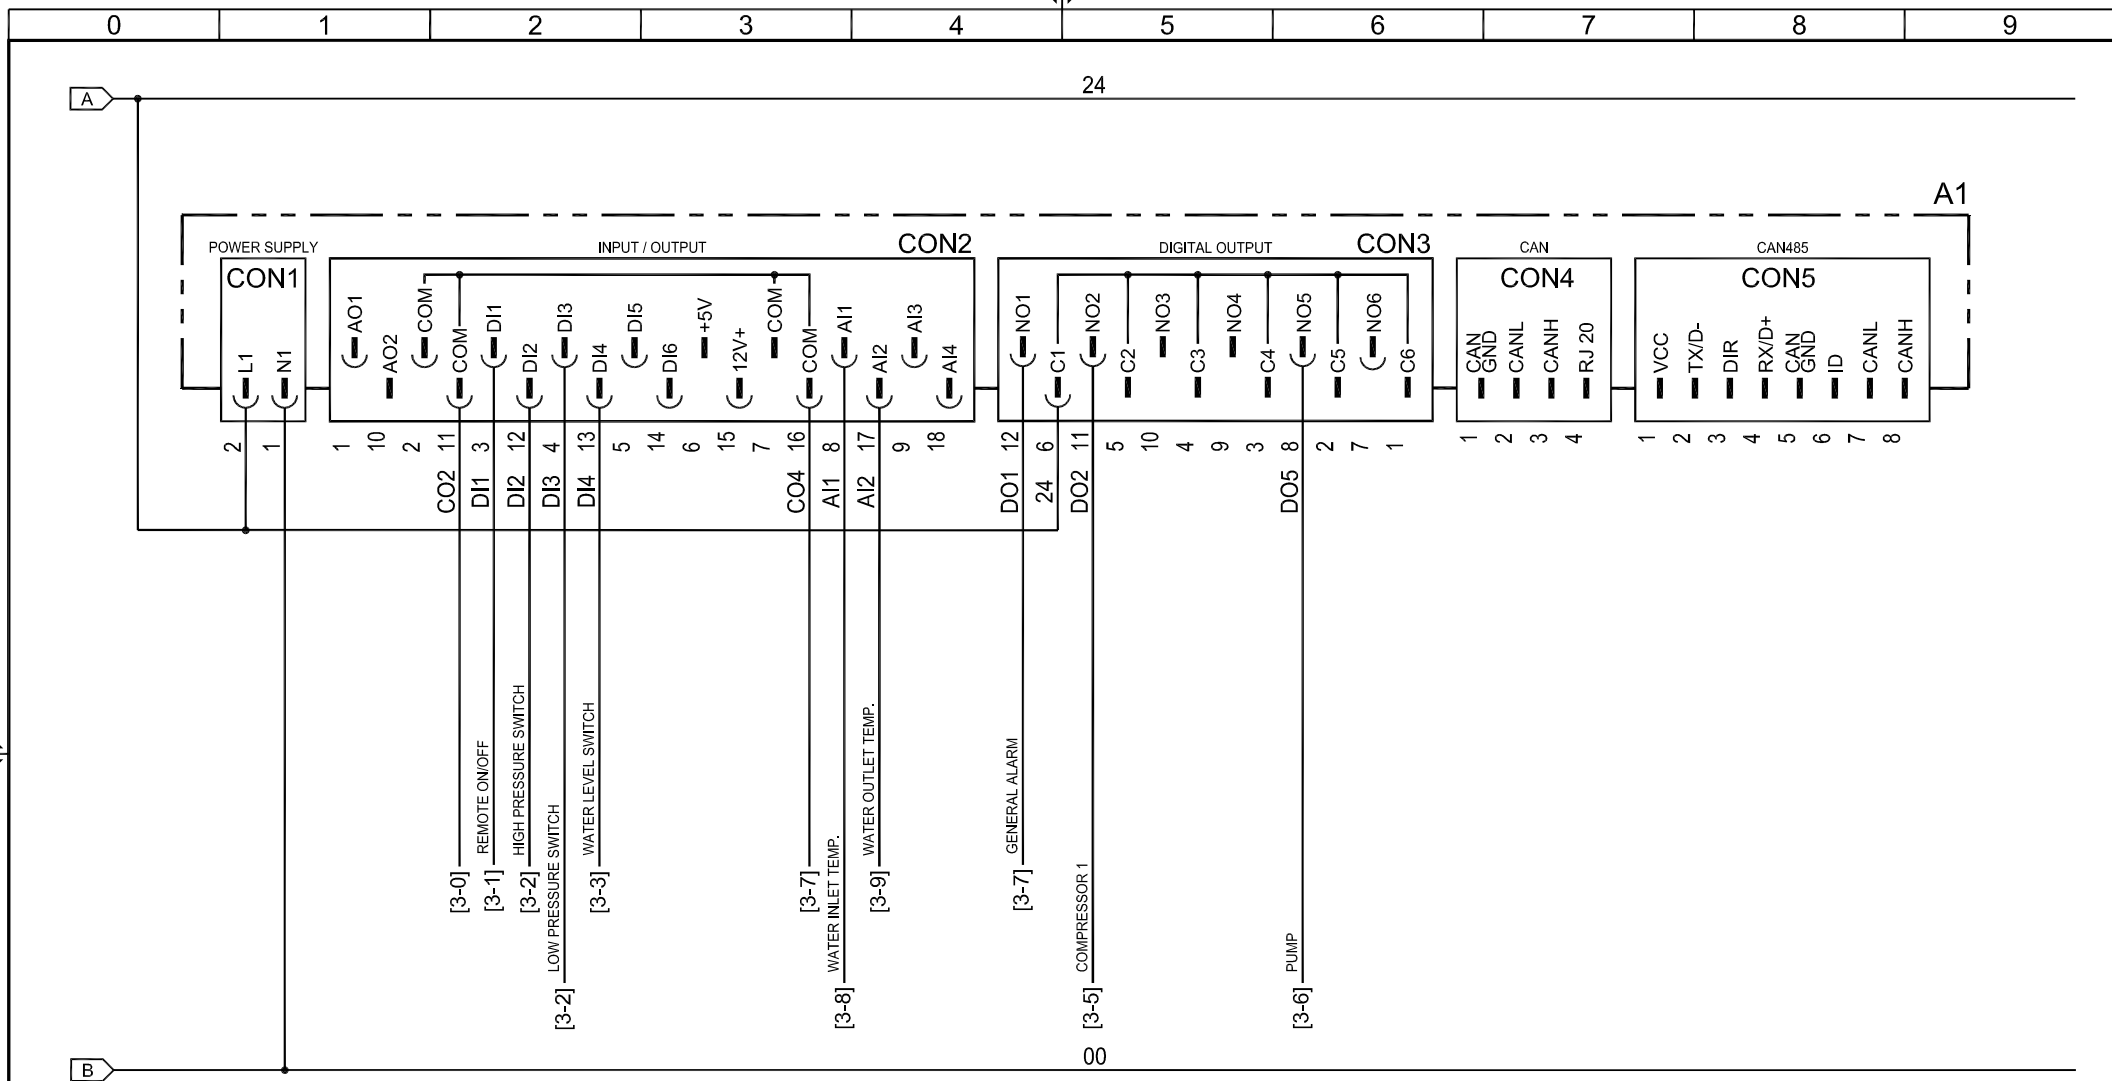 0 1 2 3 4 5 6 7 8 9
A
24
A1
POWER SUPPLY
INPUT / OUTPUT
CON2
DIGITAL OUTPUT
CON3
CAN
CAN485
CON1
CON4
CON5
L1
N1
AO1
AO2
COM
COM
DI1
DI2
DI3
DI4
DI5
DI6
+5V
12V+
COM
COM
AI1
AI2
AI3
AI4
NO1
C1
NO2
C2
NO3
C3
NO4
C4
NO5
C5
NO6
C6
CAN
GND
CANL
CANH
RJ 20
VCC
TX/D-
DIR
RX/D+
CAN
GND
ID
CANL
CANH
2 1
1 10 2 11 3 12 4 13 5 14 6 15 7 16 8 17 9 18
12 6 11 5 10 4 9 3 8 2 7 1
1 2 3 4
1 2 3 4 5 6 7 8
CO2
DI1
DI2
DI3
DI4
CO4
AI1
AI2
DO1
24
DO2
DO5
REMOTE ON/OFF
HIGH PRESSURE SWITCH
LOW PRESSURE SWITCH
WATER LEVEL SWITCH
WATER INLET TEMP.
WATER OUTLET TEMP.
GENERAL ALARM
COMPRESSOR 1
PUMP
[3-0]
[3-1]
[3-2]
[3-2]
[3-3]
[3-7]
[3-8]
[3-9]
[3-7]
[3-5]
[3-6]
B
00